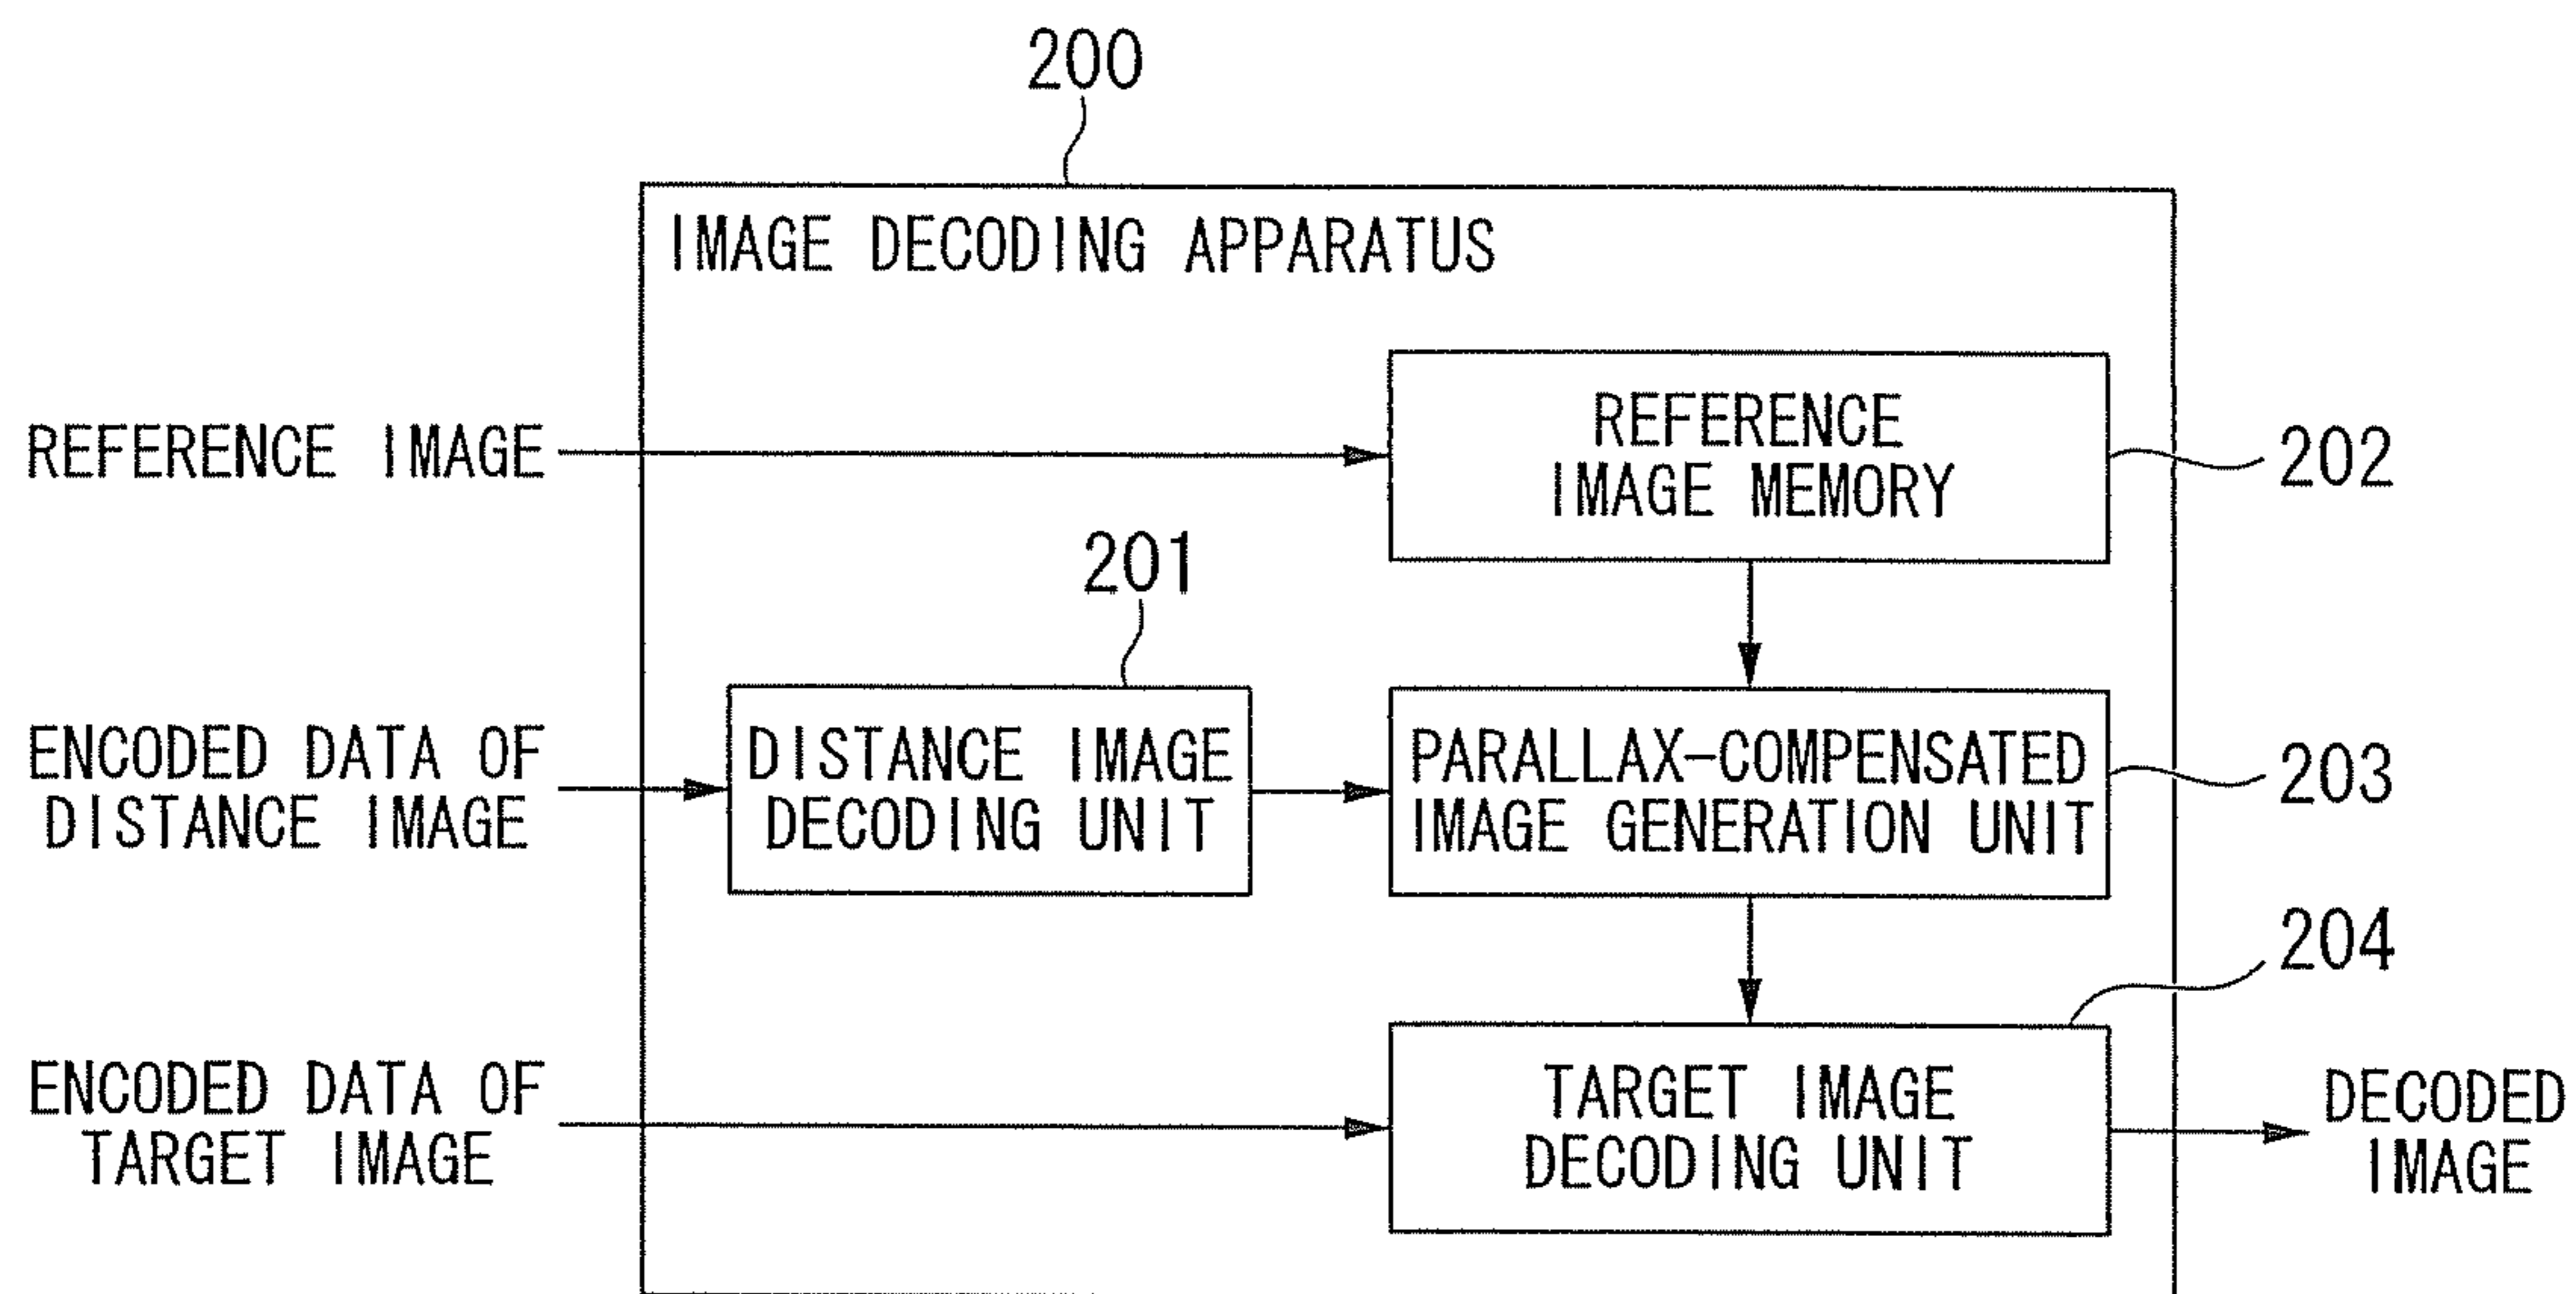 200
IMAGE DECODING APPARATUS
REFERENCE IMAGE
REFERENCE
IMAGE MEMORY
202
201
ENCODED DATA OF
DISTANCE IMAGE
DISTANCE IMAGE
DECODING UNIT
PARALLAX-COMPENSATED
IMAGE GENERATION UNIT
203
204
ENCODED DATA OF
TARGET IMAGE
TARGET IMAGE
DECODING UNIT
DECODED
IMAGE